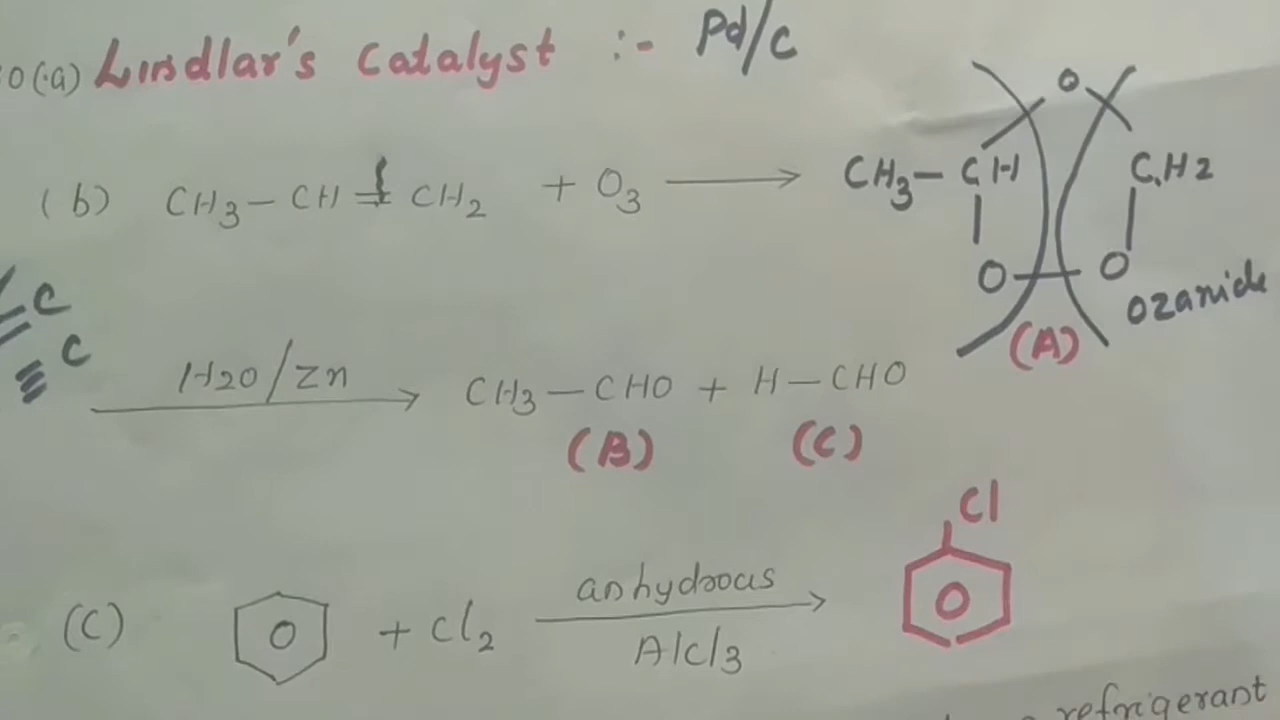 0(a) Lindlar's Catalyst :- Pd/c
(b) CH3-CH=CH2 + O3 ⟶
O
CH3-CH CH2
O-O
ozanide
(A)
C
C
H2O/Zn ⟶ CH3-CHO + H-CHO
(B) (C)
Cl
(C) + Cl2 anhydrous ⟶
AlCl3
refrigerant